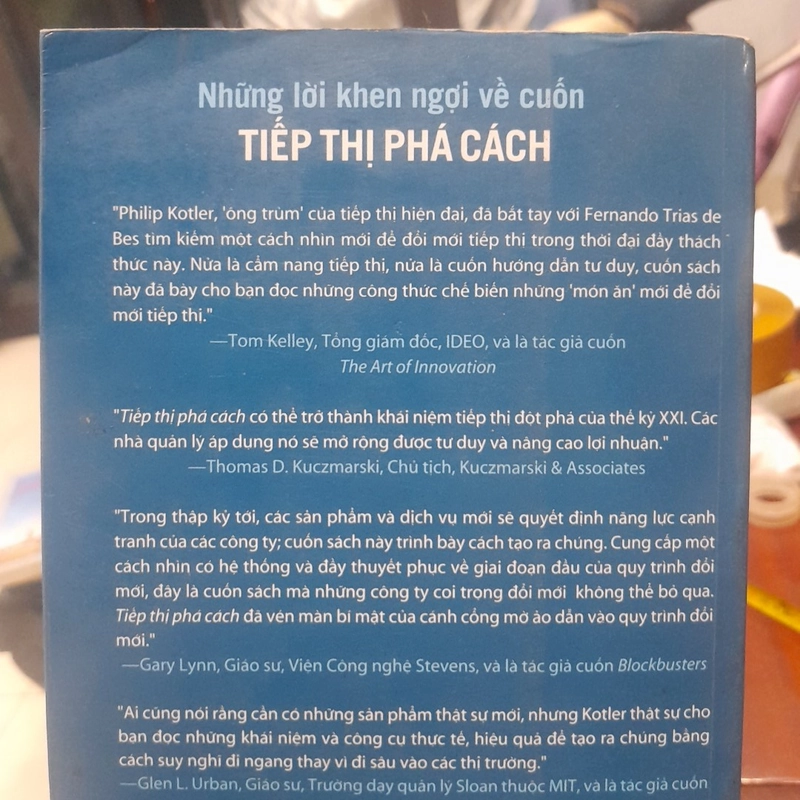 Những lời khen ngợi về cuốn
TIẾP THỊ PHÁ CÁCH
"Philip Kotler, 'ông trùm' của tiếp thị hiện đại, đã bắt tay với Fernando Trias de
Bes tìm kiếm một cách nhìn mới để đổi mới tiếp thị trong thời đại đầy thách
thức này. Nửa là cẩm nang tiếp thị, nửa là cuốn hướng dẫn tư duy, cuốn sách
này đã bày cho bạn đọc những công thức chế biến những 'món ăn' mới để đổi
mới tiếp thị."
—Tom Kelley, Tổng giám đốc, IDEO, và là tác giả cuốn
The Art of Innovation
"Tiếp thị phá cách có thể trở thành khái niệm tiếp thị đột phá của thế kỷ XXI. Các
nhà quản lý áp dụng nó sẽ mở rộng được tư duy và nâng cao lợi nhuận."
—Thomas D. Kuczmarski, Chủ tịch, Kuczmarski & Associates
"Trong thập kỷ tới, các sản phẩm và dịch vụ mới sẽ quyết định năng lực cạnh
tranh của các công ty; cuốn sách này trình bày cách tạo ra chúng. Cung cấp một
cách nhìn có hệ thống và đầy thuyết phục về giai đoạn đầu của quy trình đổi
mới, đây là cuốn sách mà những công ty coi trọng đổi mới không thể bỏ qua.
Tiếp thị phá cách đã vén màn bí mật của cánh cổng mờ ảo dẫn vào quy trình đổi
mới."
—Gary Lynn, Giáo sư, Viện Công nghệ Stevens, và là tác giả cuốn Blockbusters
"Ai cũng nói rằng cần có những sản phẩm thật sự mới, nhưng Kotler thật sự cho
bạn đọc những khái niệm và công cụ thực tế, hiệu quả để tạo ra chúng bằng
cách suy nghĩ đi ngang thay vì đi sâu vào các thị trường."
—Glen L. Urban, Giáo sư, Trường dạy quản lý Sloan thuộc MIT, và là tác giả cuốn